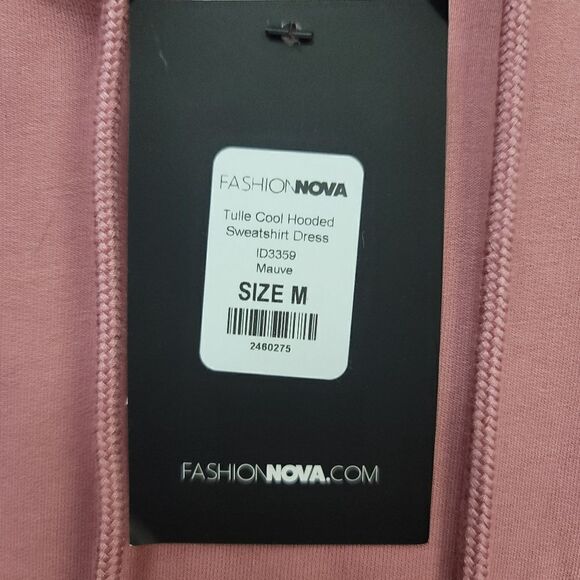 FASHIONNOVA
Tulle Cool Hooded
Sweatshirt Dress
ID3359
Mauve
SIZE M
2460275
FASHIONNOVA.COM